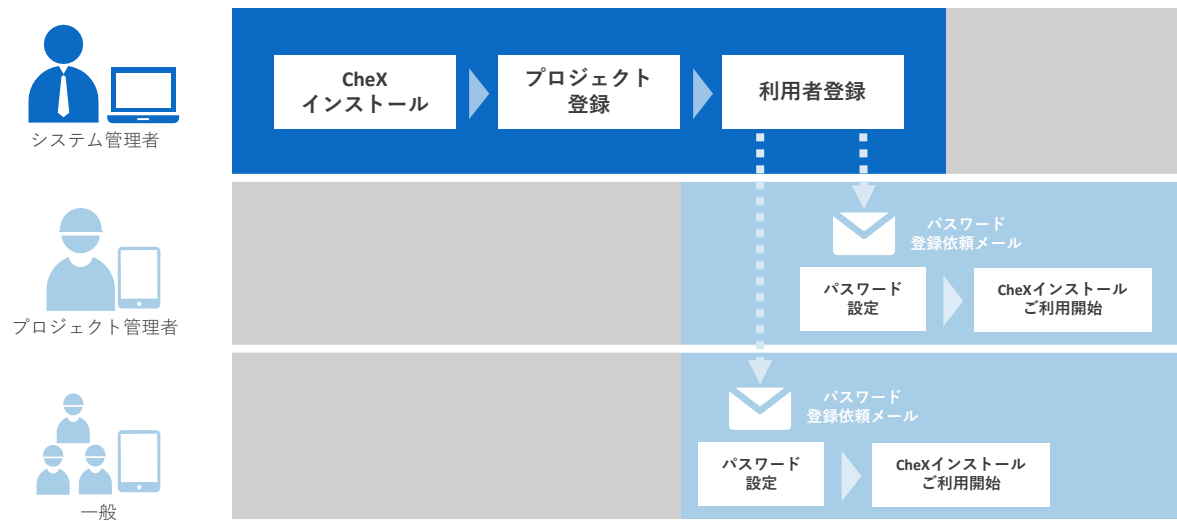 CheX
インストール
プロジェクト
登録
利用者登録
システム管理者
パスワード
登録依頼メール
パスワード
設定
CheXインストール
ご利用開始
プロジェクト管理者
パスワード
登録依頼メール
パスワード
設定
CheXインストール
ご利用開始
一般